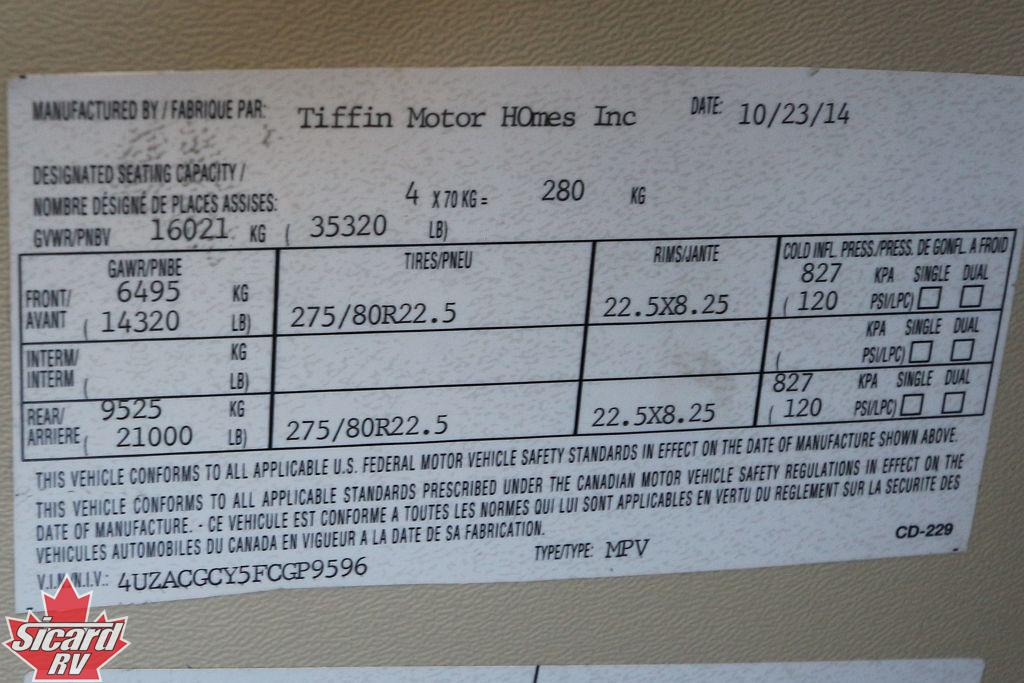 MANUFACTURED BY / FABRIQUE PAR: Tiffin Motor HOmes Inc DATE: 10/23/14
DESIGNATED SEATING CAPACITY /
NOMBRE DÉSIGNÉ DE PLACES ASSISES: 4 X 70 KG = 280 KG
GVWR/PNBV 16021 KG ( 35320 LB)
GAWR/PNBE TIRES/PNEU RIMS/JANTE COLD INFL. PRESS./PRESS. DE GONFL. A FROID
FRONT/ 6495 KG 827 KPA SINGLE DUAL
AVANT ( 14320 LB) 275/80R22.5 22.5X8.25 ( 120 PSI/LPC)
INTERM/ KG KPA SINGLE DUAL
INTERM ( LB) ( PSI/LPC)
REAR/ 9525 KG 827 KPA SINGLE DUAL
ARRIERE ( 21000 LB) 275/80R22.5 22.5X8.25 ( 120 PSI/LPC)
THIS VEHICLE CONFORMS TO ALL APPLICABLE U.S. FEDERAL MOTOR VEHICLE SAFETY STANDARDS IN EFFECT ON THE DATE OF MANUFACTURE SHOWN ABOVE.
THIS VEHICLE CONFORMS TO ALL APPLICABLE STANDARDS PRESCRIBED UNDER THE CANADIAN MOTOR VEHICLE SAFETY REGULATIONS IN EFFECT ON THE
DATE OF MANUFACTURE. - CE VEHICULE EST CONFORME A TOUTES LES NORMES QUI LUI SONT APPLICABLES EN VERTU DU REGLEMENT SUR LA SECURITE DES
VEHICULES AUTOMOBILES DU CANADA EN VIGUEUR A LA DATE DE SA FABRICATION.
CD-229
V.I.N./N.I.V.: 4UZACGCY5FCGP9596 TYPE/TYPE: MPV
Sicard
RV